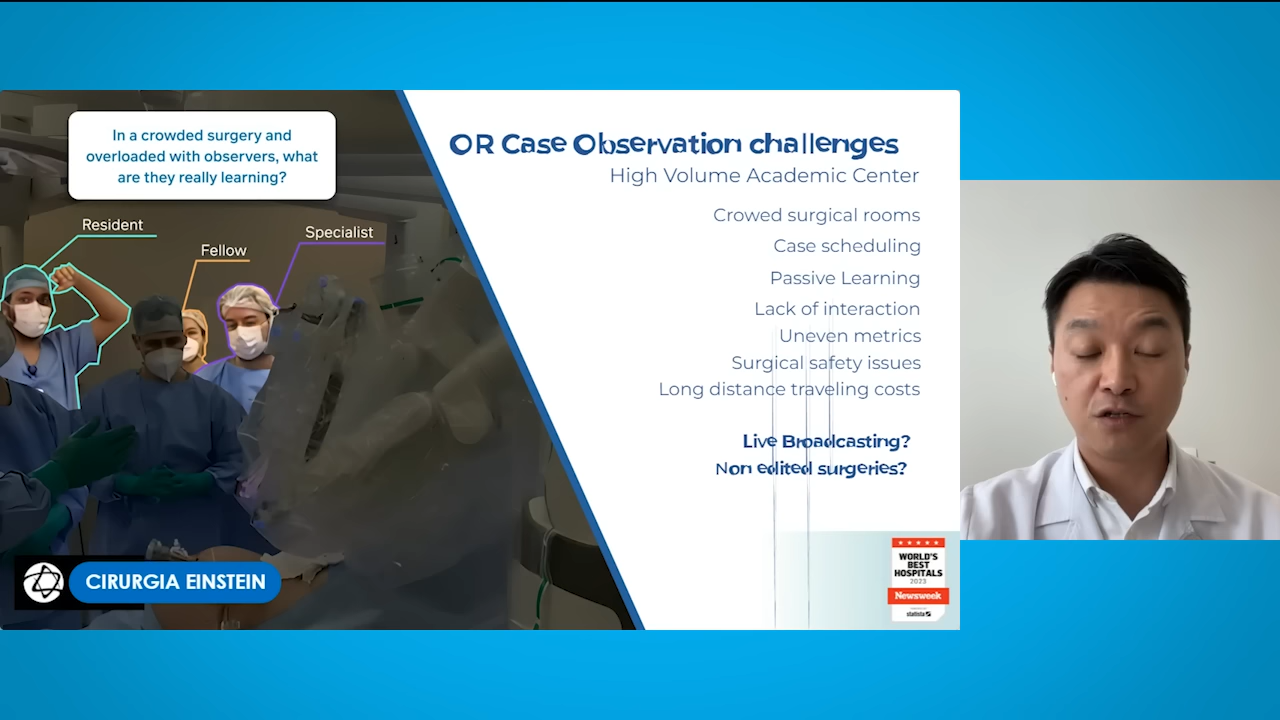 In a crowded surgery and
overloaded with observers, what
are they really learning?
Resident
Fellow
Specialist
CIRURGIA EINSTEIN
OR Case Observation challenges
High Volume Academic Center
Crowed surgical rooms
Case scheduling
Passive Learning
Lack of interaction
Uneven metrics
Surgical safety issues
Long distance traveling costs
Live Broadcasting?
Non edited surgeries?
WORLD'S
BEST
HOSPITALS
2023
Newsweek
statista